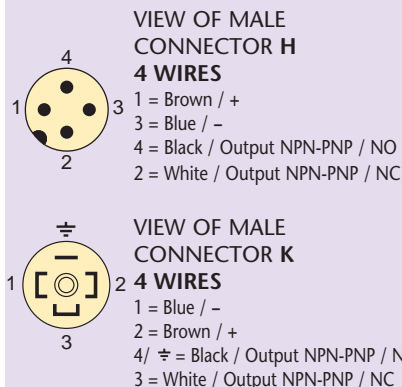 VIEW OF MALE
CONNECTOR H
4 WIRES
4
1
3
2
1 = Brown / +
3 = Blue / –
4 = Black / Output NPN-PNP / NO
2 = White / Output NPN-PNP / NC
VIEW OF MALE
CONNECTOR K
4 WIRES
⏚
1
2
3
1 = Blue / –
2 = Brown / +
4/ ⏚ = Black / Output NPN-PNP /
3 = White / Output NPN-PNP / NC